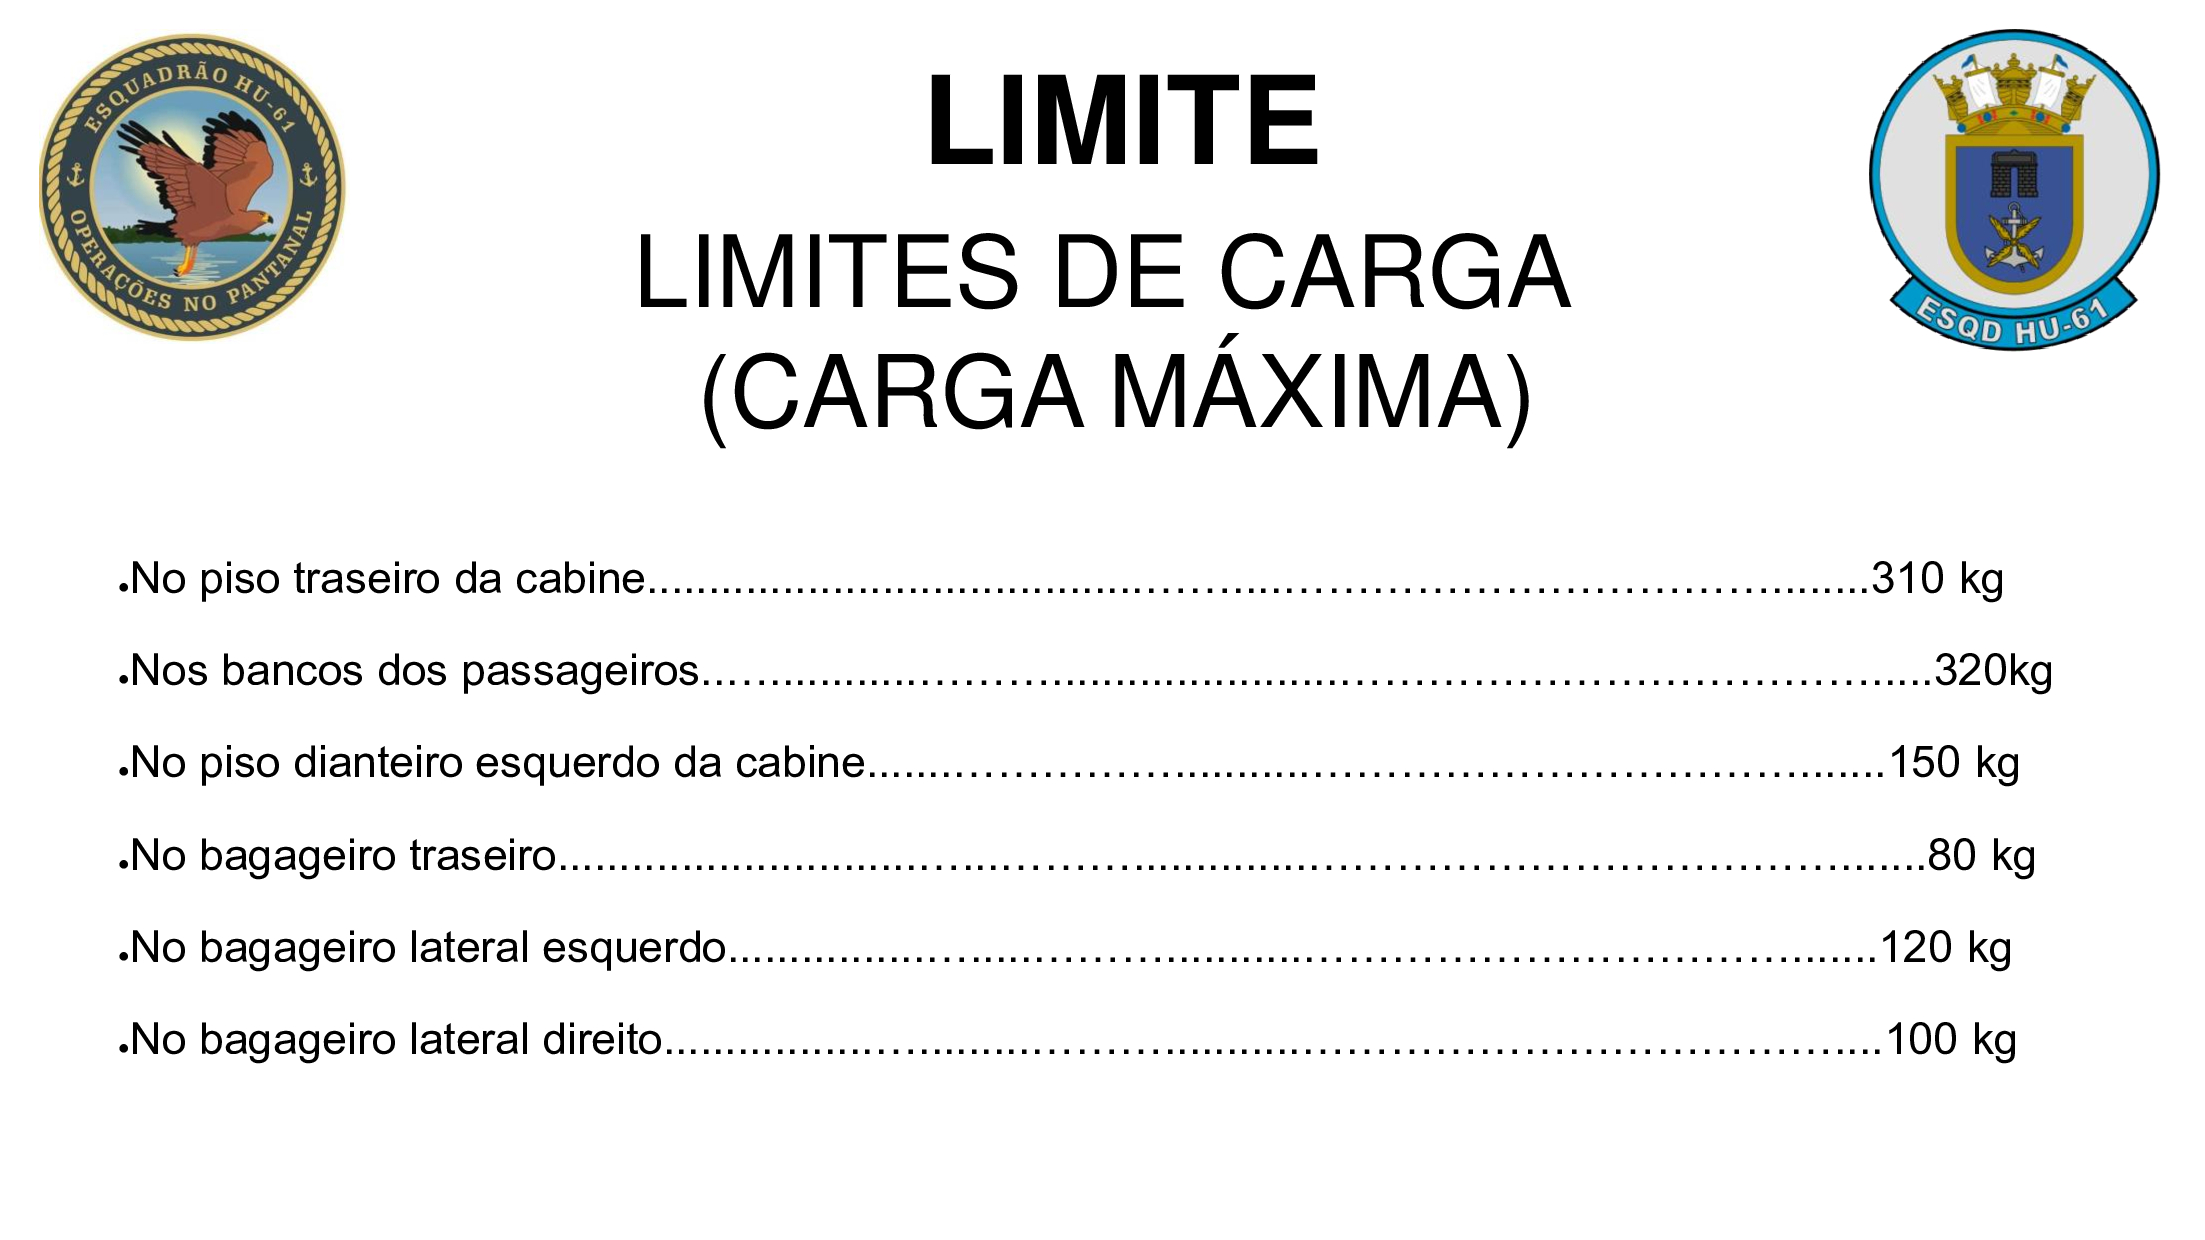 ESQUADRÃO HU-61
OPERAÇÕES NO PANTANAL
LIMITE
LIMITES DE CARGA
(CARGA MÁXIMA)
ESQD HU-61
●No piso traseiro da cabine.......................................…….....……………………………………........310 kg
●Nos bancos dos passageiros..…...............………….......................…………………………………….....320kg
●No piso dianteiro esquerdo da cabine.......………………...........…………………………………….......150 kg
●No bagageiro traseiro..............................…...…………..............………………………………………….......80 kg
●No bagageiro lateral esquerdo................…......………...........…………………………………….......120 kg
●No bagageiro lateral direito.................…........………...........…………………………………………....100 kg